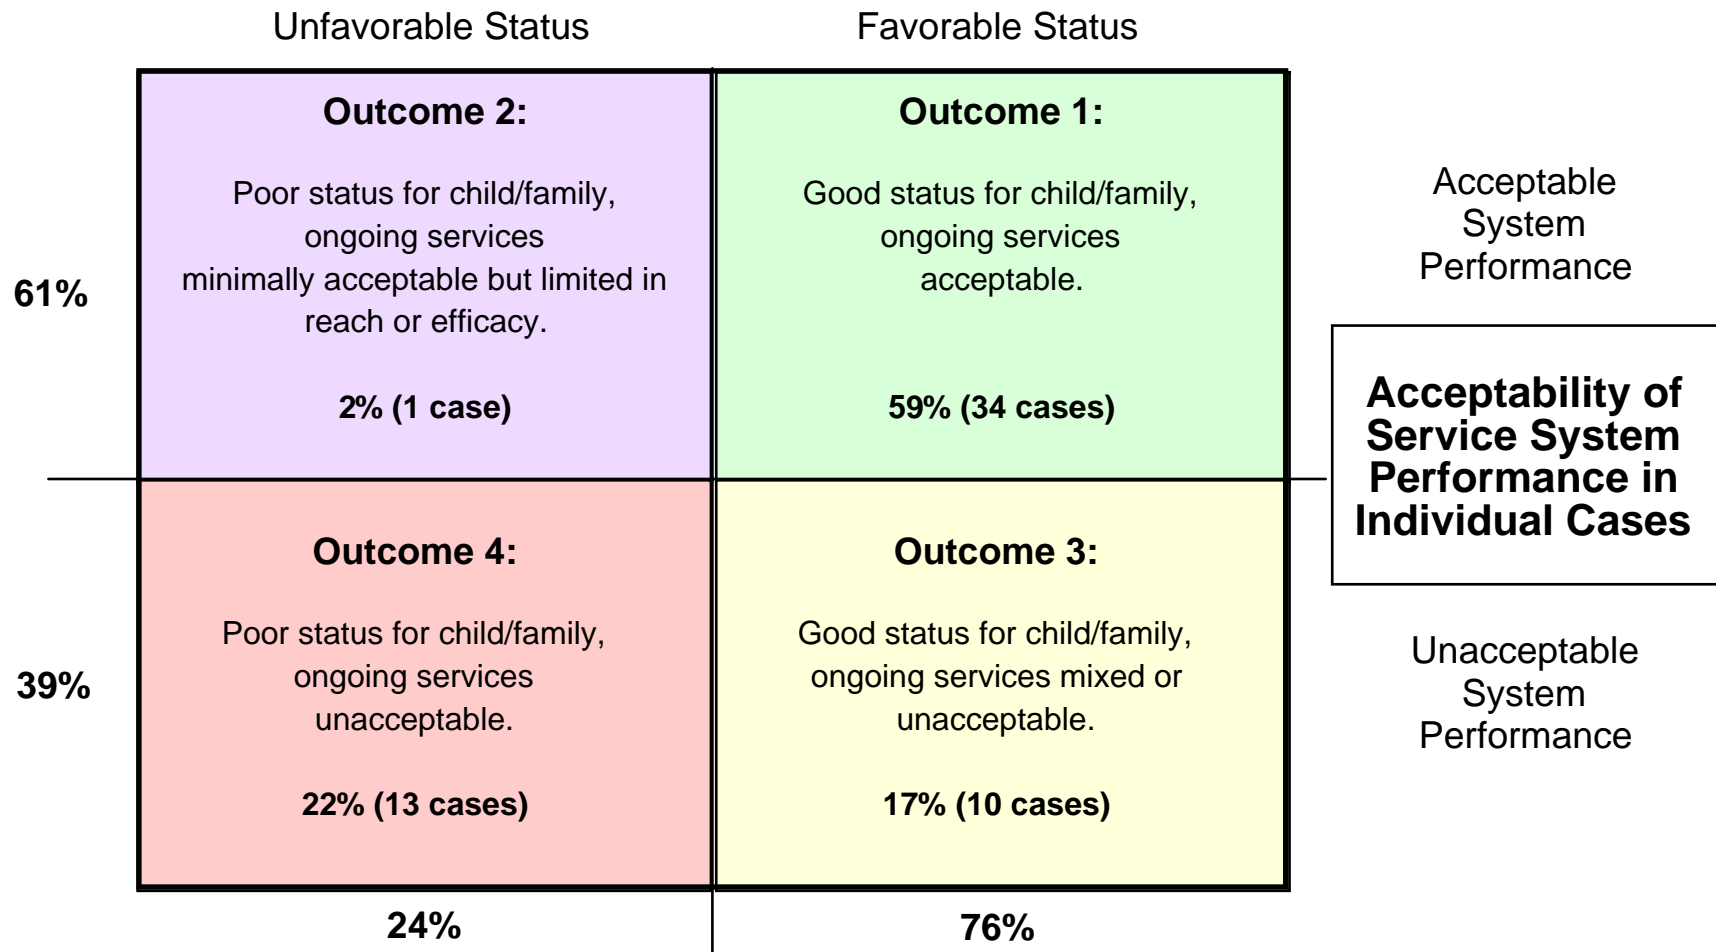 Unfavorable Status
Favorable Status
Outcome 2:
Poor status for child/family,
ongoing services
minimally acceptable but limited in
reach or efficacy.
2% (1 case)
Outcome 1:
Good status for child/family,
ongoing services
acceptable.
59% (34 cases)
Acceptable
System
Performance
61%
Acceptability of
Service System
Performance in
Individual Cases
Outcome 4:
Poor status for child/family,
ongoing services
unacceptable.
22% (13 cases)
Outcome 3:
Good status for child/family,
ongoing services mixed or
unacceptable.
17% (10 cases)
Unacceptable
System
Performance
39%
24%
76%